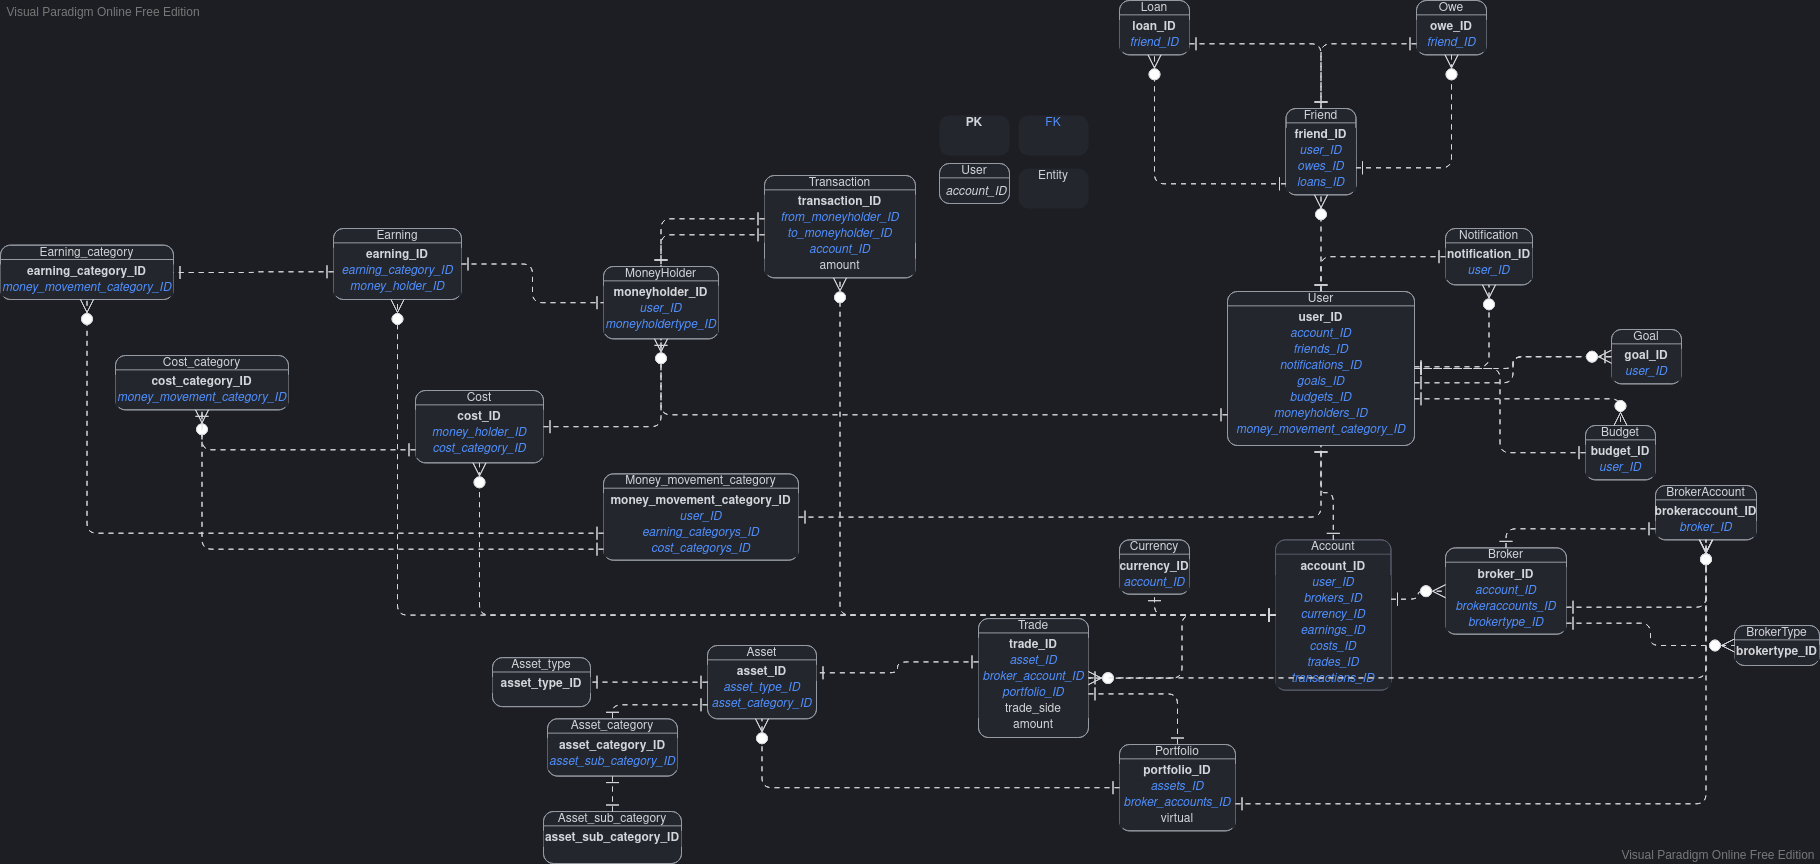 Visual Paradigm Online Free Edition
Loan
loan_ID
friend_ID
Owe
owe_ID
friend_ID
PK
FK
User
account_ID
Entity
Friend
friend_ID
user_ID
owes_ID
loans_ID
Transaction
transaction_ID
from_moneyholder_ID
to_moneyholder_ID
account_ID
amount
Earning_category
earning_category_ID
money_movement_category_ID
Earning
earning_ID
earning_category_ID
money_holder_ID
MoneyHolder
moneyholder_ID
user_ID
moneyholdertype_ID
Notification
notification_ID
user_ID
User
user_ID
account_ID
friends_ID
notifications_ID
goals_ID
budgets_ID
moneyholders_ID
money_movement_category_ID
Goal
goal_ID
user_ID
Cost_category
cost_category_ID
money_movement_category_ID
Cost
cost_ID
money_holder_ID
cost_category_ID
Budget
budget_ID
user_ID
Money_movement_category
money_movement_category_ID
user_ID
earning_categorys_ID
cost_categorys_ID
BrokerAccount
brokeraccount_ID
broker_ID
Currency
currency_ID
account_ID
Account
account_ID
user_ID
brokers_ID
currency_ID
earnings_ID
costs_ID
trades_ID
transactions_ID
Broker
broker_ID
account_ID
brokeraccounts_ID
brokertype_ID
BrokerType
brokertype_ID
Trade
trade_ID
asset_ID
broker_account_ID
portfolio_ID
trade_side
amount
Asset_type
asset_type_ID
Asset
asset_ID
asset_type_ID
asset_category_ID
Asset_category
asset_category_ID
asset_sub_category_ID
Portfolio
portfolio_ID
assets_ID
broker_accounts_ID
virtual
Asset_sub_category
asset_sub_category_ID
Visual Paradigm Online Free Edition